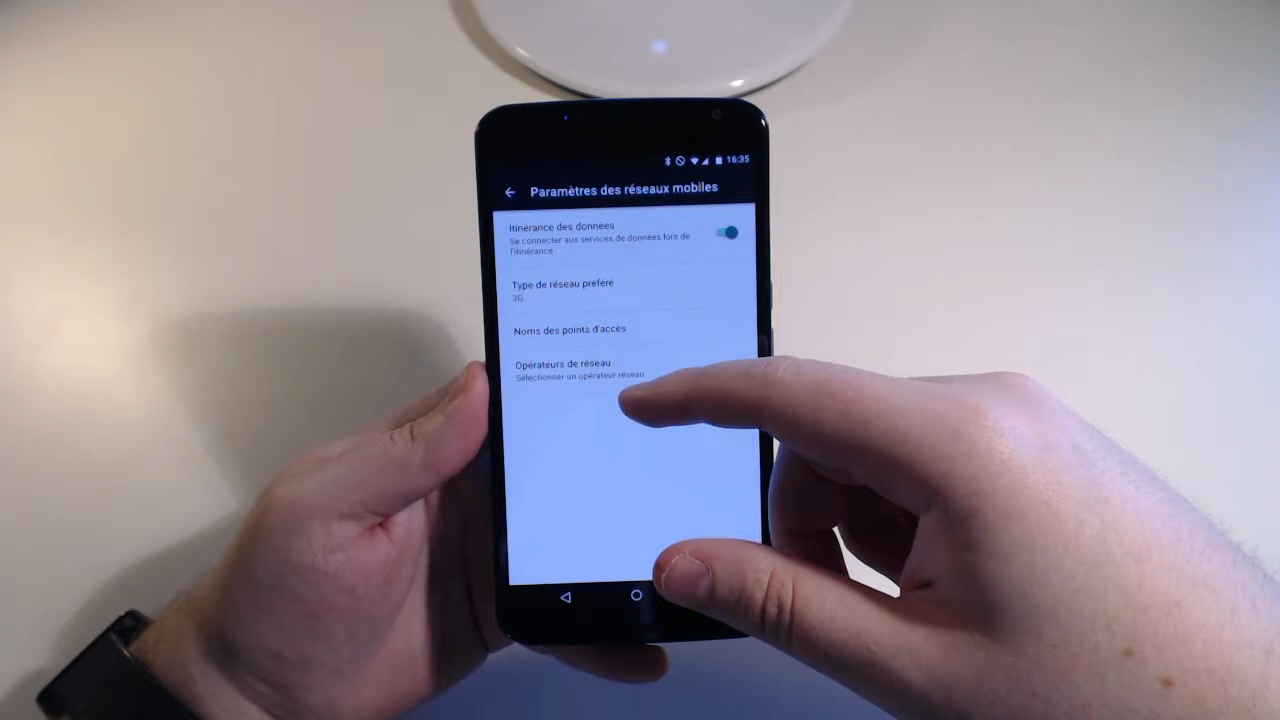 16:35
Paramètres des réseaux mobiles
Itinérance des données
Se connecter aux services de données lors de
l'itinérance
Type de réseau préféré
3G
Noms des points d'accès
Opérateurs de réseau
Sélectionner un opérateur réseau